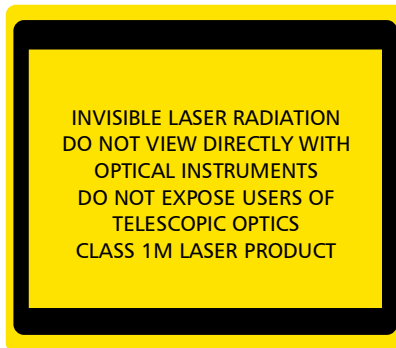 INVISIBLE LASER RADIATION
DO NOT VIEW DIRECTLY WITH
OPTICAL INSTRUMENTS
DO NOT EXPOSE USERS OF
TELESCOPIC OPTICS
CLASS 1M LASER PRODUCT